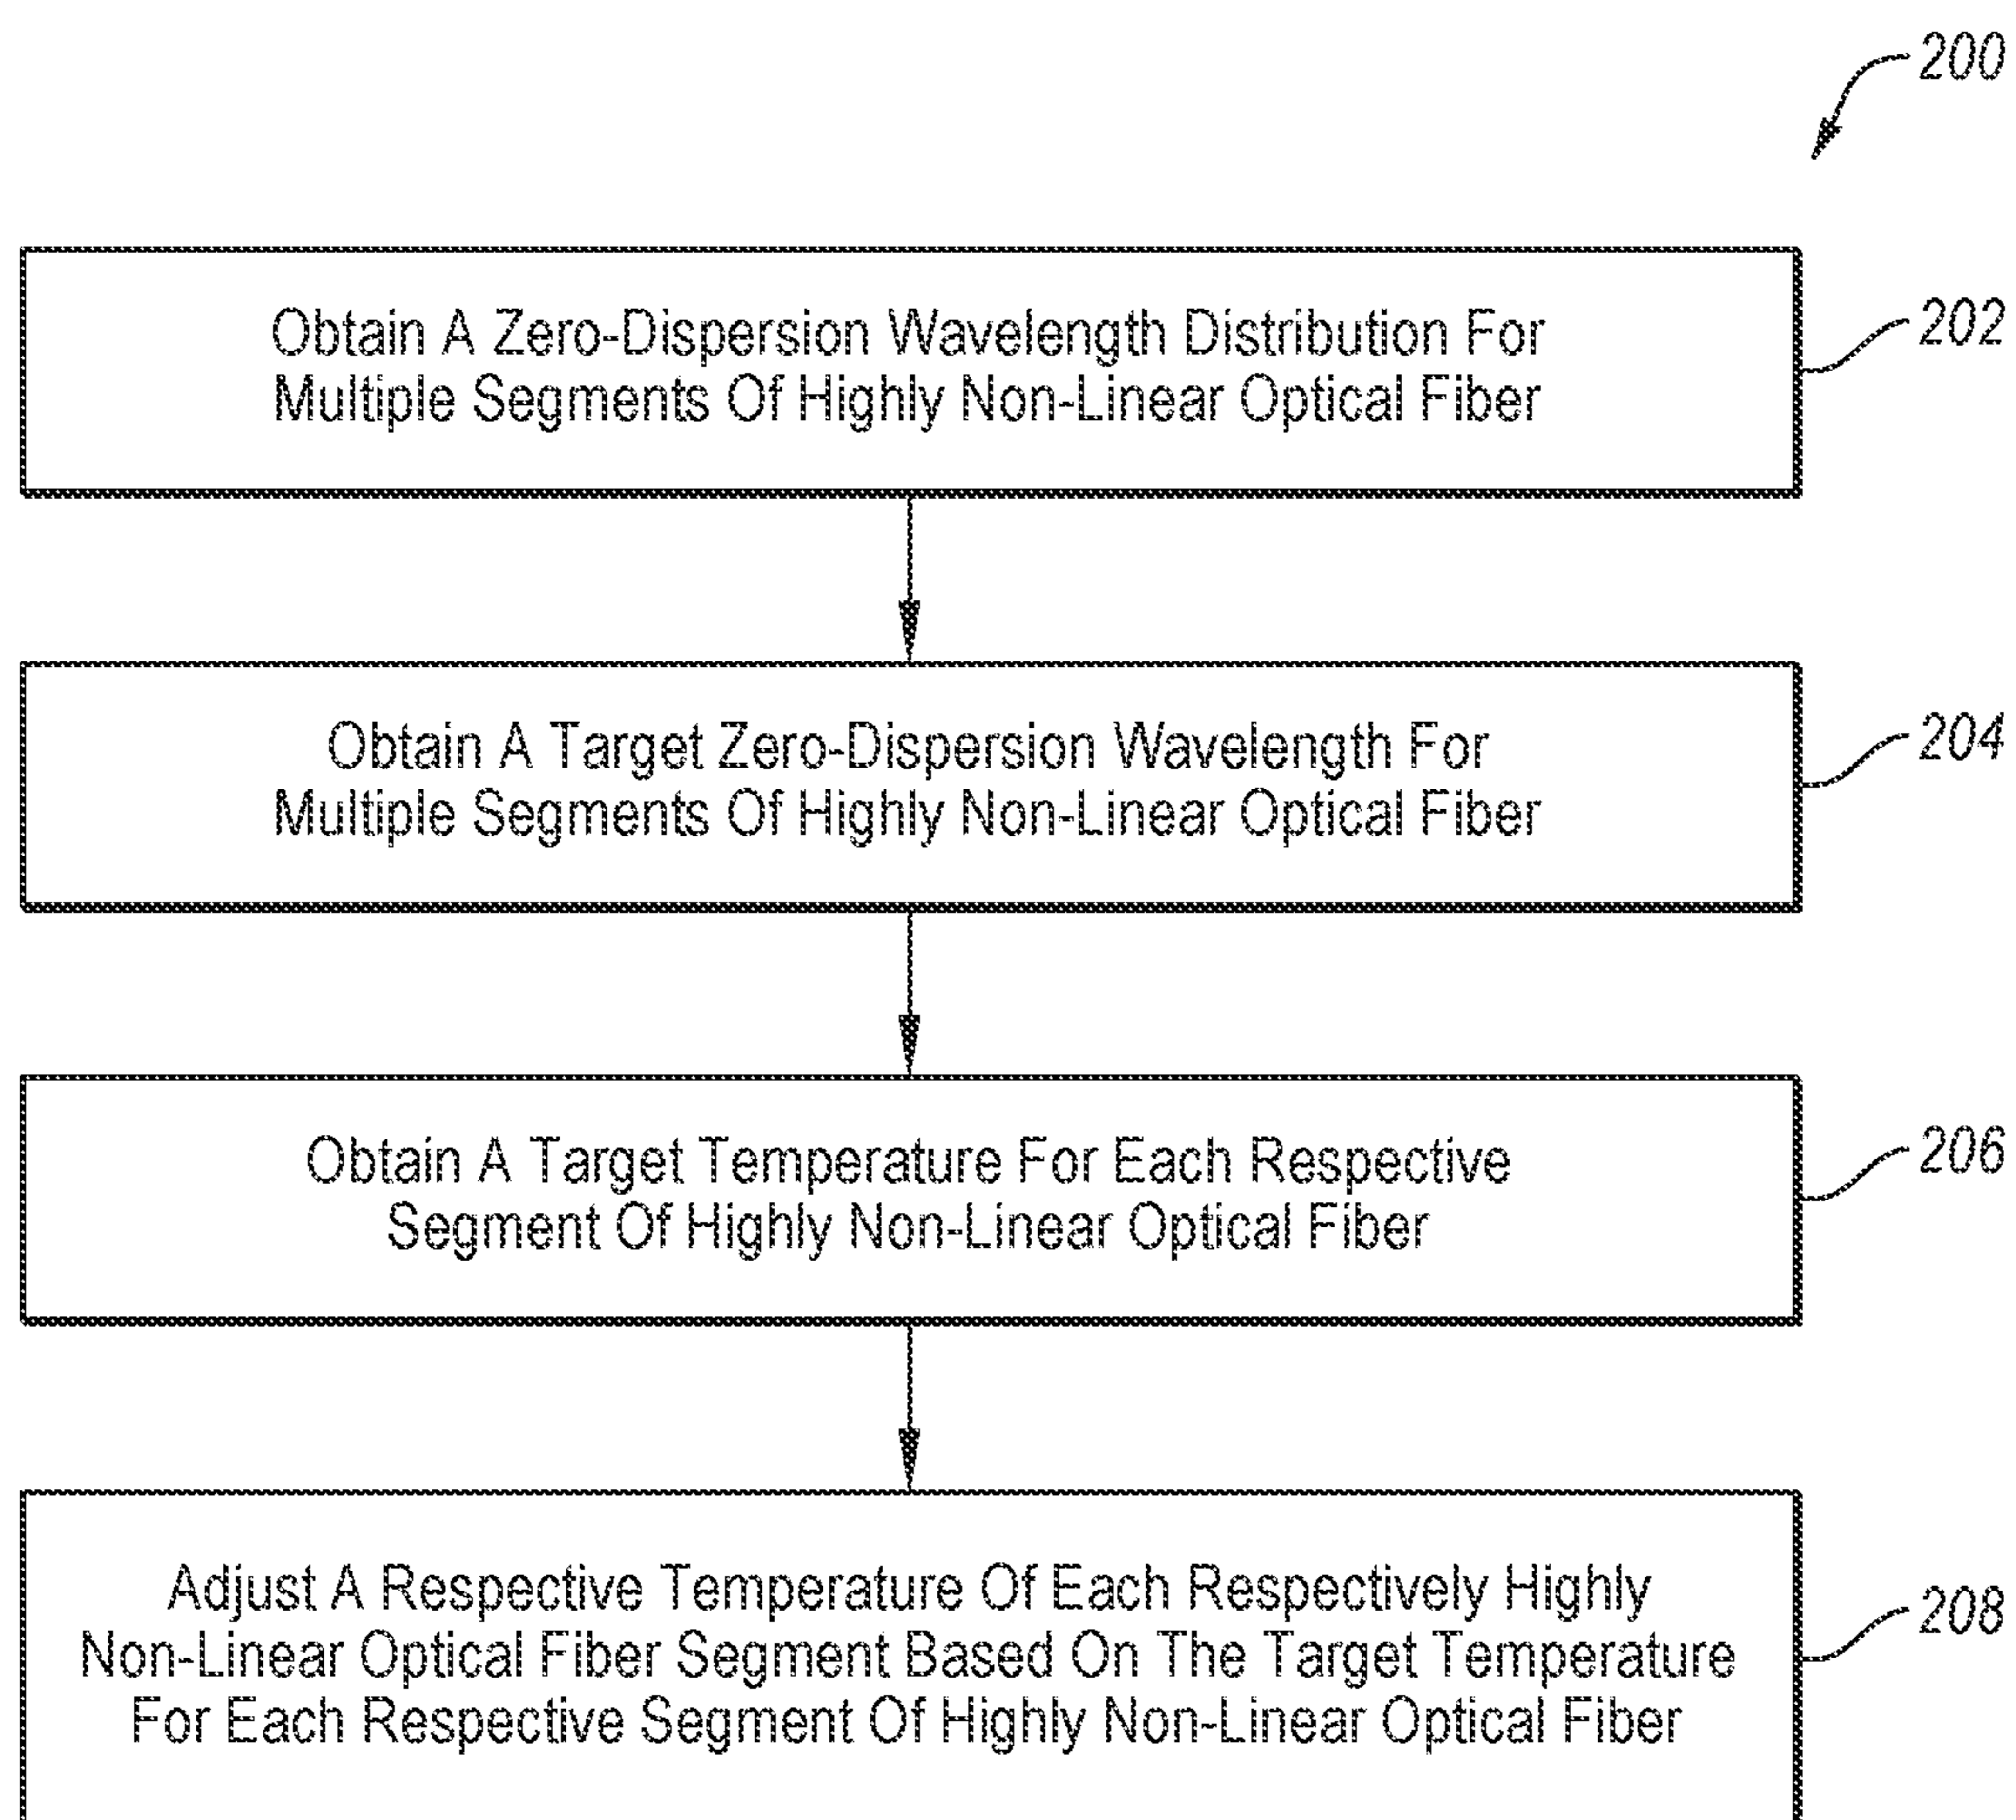 200
Obtain A Zero-Dispersion Wavelength Distribution For
Multiple Segments Of Highly Non-Linear Optical Fiber
202
Obtain A Target Zero-Dispersion Wavelength For
Multiple Segments Of Highly Non-Linear Optical Fiber
204
Obtain A Target Temperature For Each Respective
Segment Of Highly Non-Linear Optical Fiber
206
Adjust A Respective Temperature Of Each Respectively Highly
Non-Linear Optical Fiber Segment Based On The Target Temperature
For Each Respective Segment Of Highly Non-Linear Optical Fiber
208